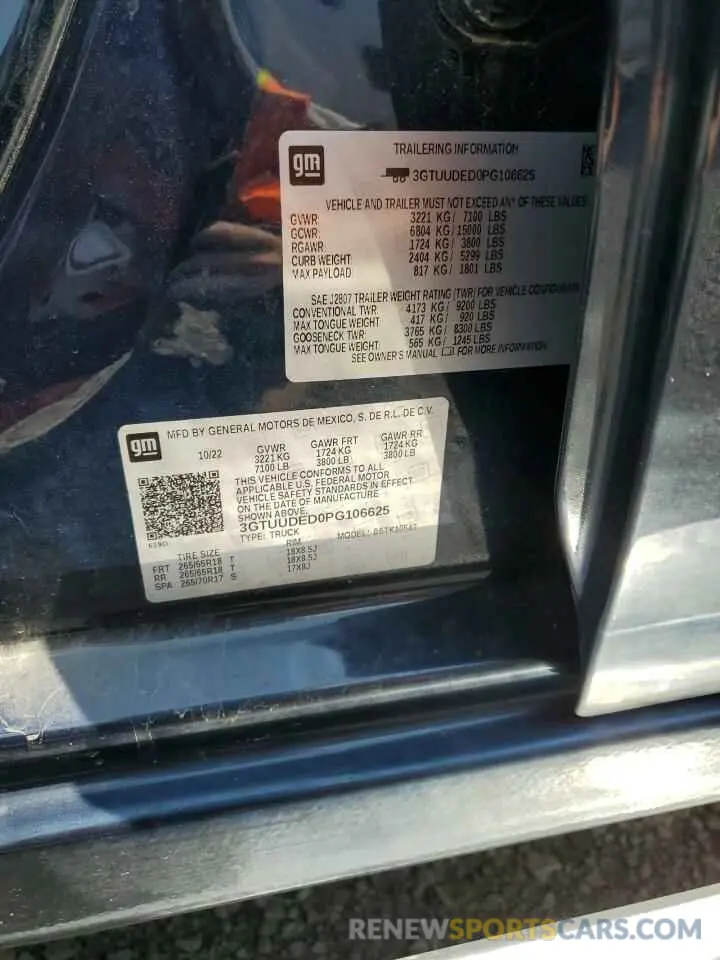 gm
TRAILERING INFORMATION
3GTUUDED0PG106625
VEHICLE AND TRAILER MUST NOT EXCEED ANY OF THESE VALUES
GVWR: 3221 KG/ 7100 LBS
GCWR: 6804 KG/ 15000 LBS
RGAWR: 1724 KG/ 3800 LBS
CURB WEIGHT: 2404 KG/ 5299 LBS
MAX PAYLOAD 817 KG/ 1801 LBS
SAE J2807 TRAILER WEIGHT RATING (TWR) FOR VEHICLE CONFIGURATION
CONVENTIONAL TWR: 4173 KG/ 9200 LBS
MAX TONGUE WEIGHT: 417 KG/ 920 LBS
GOOSENECK TWR: 3765 KG/ 8300 LBS
MAX TONGUE WEIGHT: 565 KG/ 1245 LBS
SEE OWNER'S MANUAL FOR MORE INFORMATION
gm
MFD BY GENERAL MOTORS DE MEXICO, S. DE R.L. DE C.V.
10/22 GVWR GAWR FRT GAWR RR
3221 KG 1724 KG 1724 KG
7100 LB 3800 LB 3800 LB
THIS VEHICLE CONFORMS TO ALL
APPLICABLE U.S. FEDERAL MOTOR
VEHICLE SAFETY STANDARDS IN EFFECT
ON THE DATE OF MANUFACTURE
SHOWN ABOVE.
3GTUUDED0PG106625
TYPE: TRUCK MODEL:
TIRE SIZE RIM
FRT 265/65R18 T 18X8.5J
RR 265/65R18 T 18X8.5J
SPA 265/70R17 S 17X8J
RENEWSPORTSCARS.COM